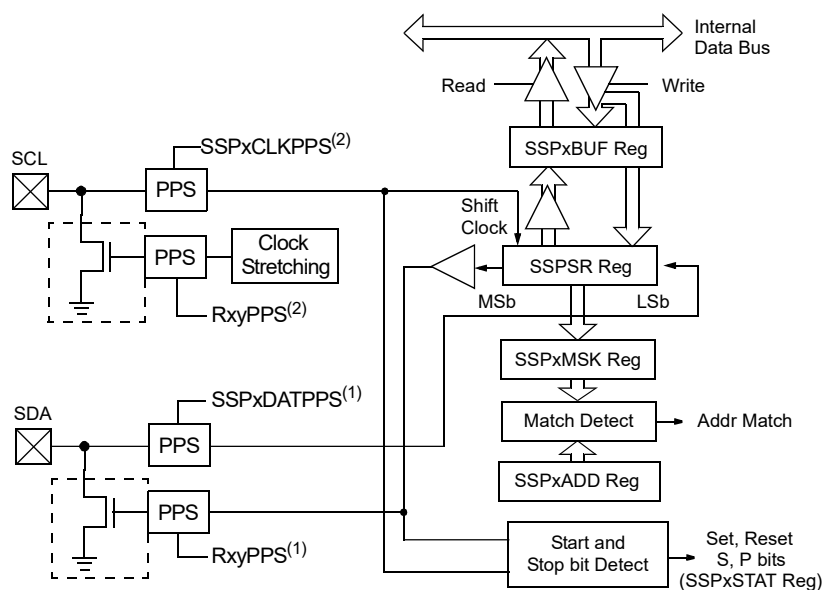 Internal
Data Bus
Read
Write
SSPxBUF Reg
SSPxCLKPPS(2)
SCL
PPS
Shift
Clock
PPS
Clock
Stretching
SSPSR Reg
MSb
LSb
RxyPPS(2)
SSPxMSK Reg
SSPxDATPPS(1)
SDA
PPS
Match Detect
Addr Match
SSPxADD Reg
PPS
RxyPPS(1)
Start and
Stop bit Detect
Set, Reset
S, P bits
(SSPxSTAT Reg)